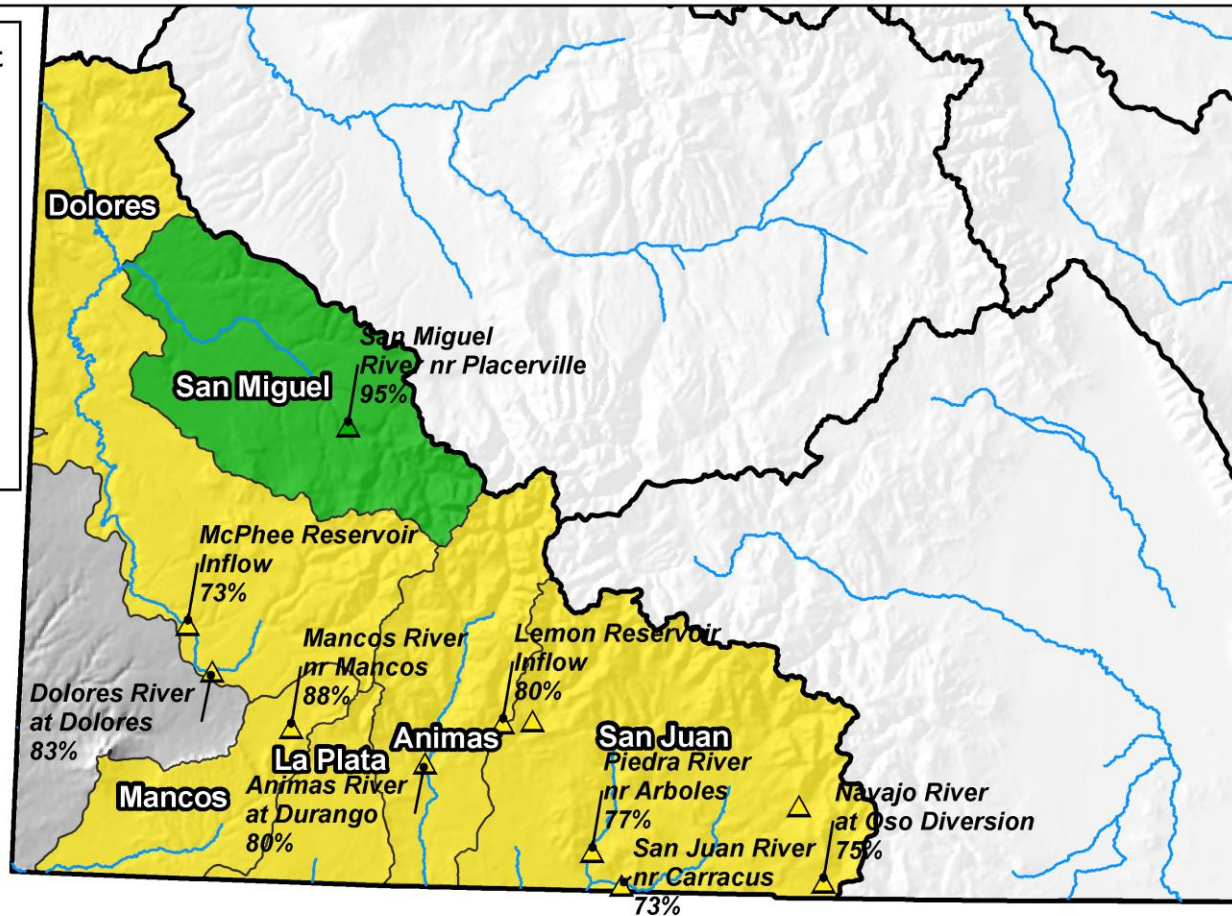 Dolores
San Miguel
River nr Placerville
95%
San Miguel
McPhee Reservoir
Inflow
73%
Mancos River
nr Mancos
88%
Lemon Reservoir
Inflow
80%
Dolores River
at Dolores
83%
Animas
San Juan
La Plata
Mancos
Animas River
at Durango
80%
Piedra River
nr Arboles
77%
Navajo River
at Oso Diversion
75%
San Juan River
nr Carracus
73%